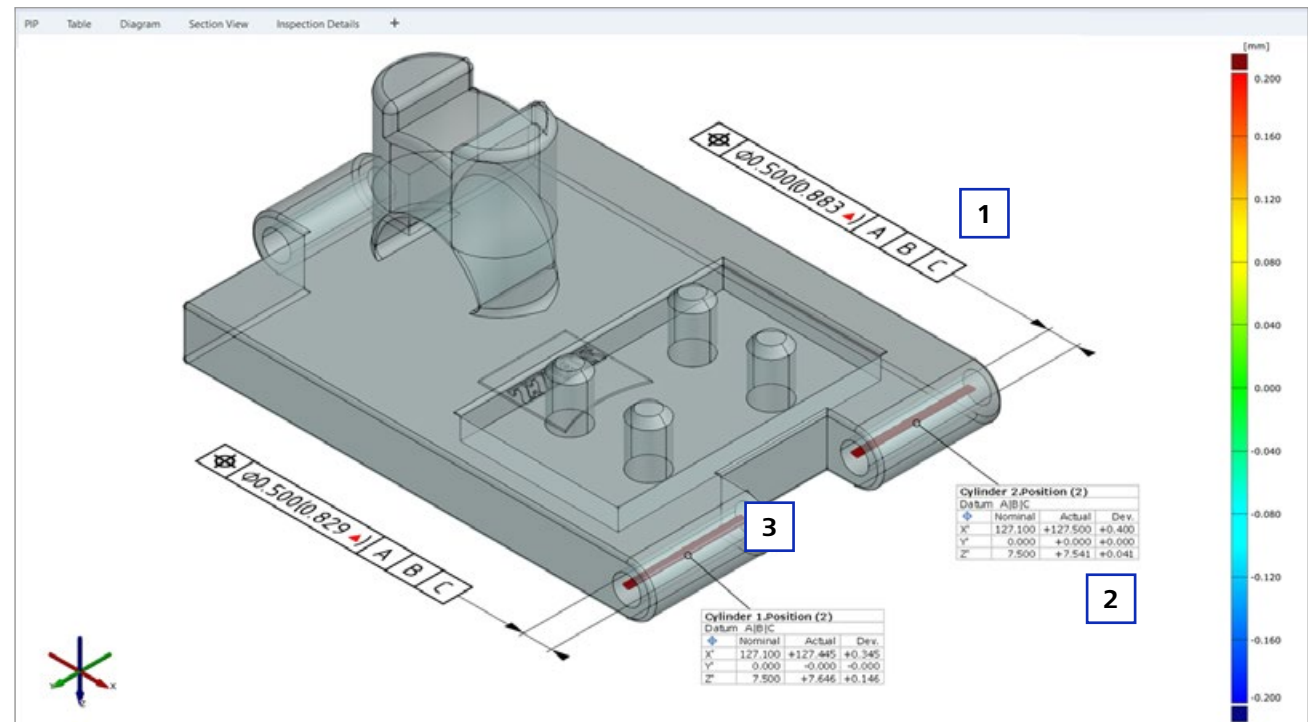 PIP Table Diagram Section View Inspection Details +
[mm]
0.200
0.160
0.120
0.080
0.040
0.000
-0.040
-0.080
-0.120
-0.160
-0.200
⌀0.500(0.883 ▲) A B C
1
Cylinder 2.Position (2)
Datum A|B|C
Nominal Actual Dev.
X' 127.100 +127.500 +0.400
Y' 0.000 +0.000 +0.000
Z' 7.500 +7.541 +0.041
2
3
⌀0.500(0.829 ▲) A B C
Cylinder 1.Position (2)
Datum A|B|C
Nominal Actual Dev.
X' 127.100 +127.445 +0.345
Y' 0.000 -0.000 -0.000
Z' 7.500 +7.646 +0.146
Y X
Z